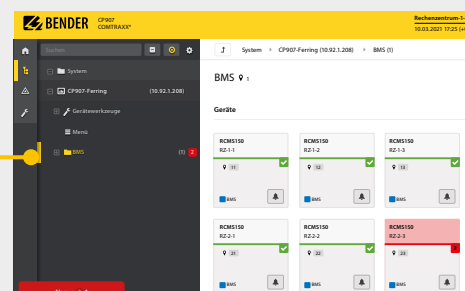 BENDER CP907
COMTRAXX®
Rechenzentrum-1-
10.03.2021 17:25 (+
Suchen
System
CP907-Ferring (10.92.1.208)
Gerätewerkzeuge
Menü
BMS (1) 2
System > CP907-Ferring (10.92.1.208) > BMS (1)
BMS 1
Geräte
RCMS150
RZ-1-1
11
BMS
RCMS150
RZ-1-2
12
BMS
RCMS150
RZ-1-3
13
BMS
RCMS150
RZ-2-1
21
BMS
RCMS150
RZ-2-2
22
BMS
RCMS150
RZ-2-3
2
23
BMS